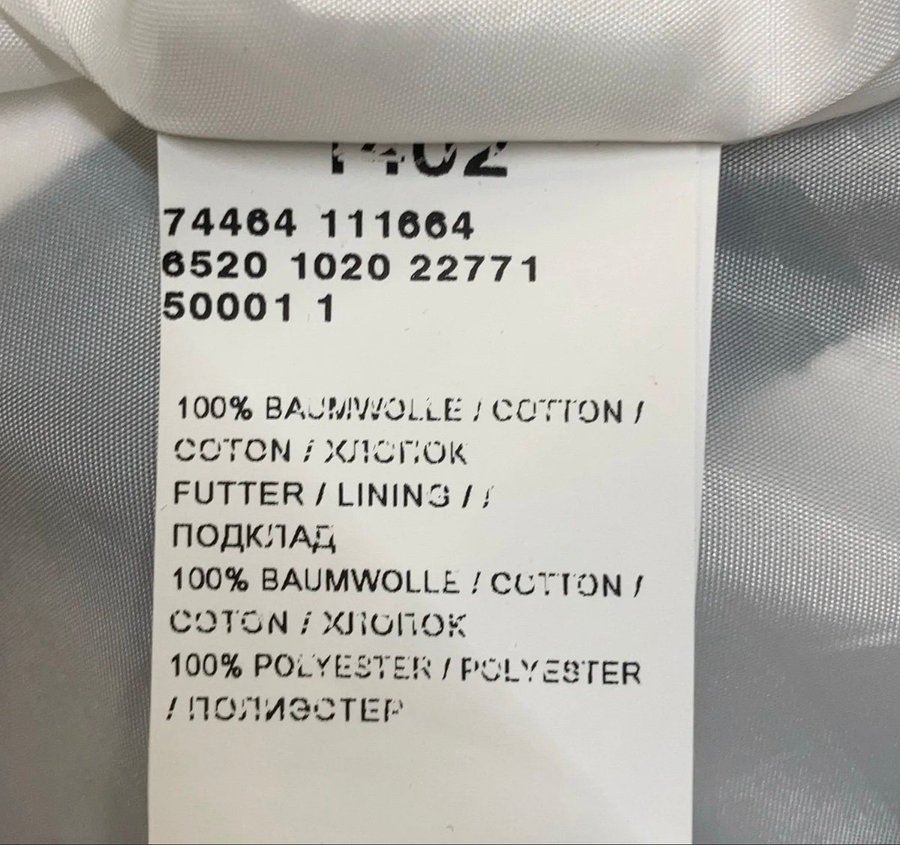 74464 111664
6520 1020 22771
50001 1
100% BAUMWOLLE / COTTON /
COTON / ХЛОПОК
FUTTER / LINING / /
ПОДКЛАД
100% BAUMWOLLE / COTTON /
COTON / ХЛОПОК
100% POLYESTER / POLYESTER
/ ПОЛИЭСТЕР